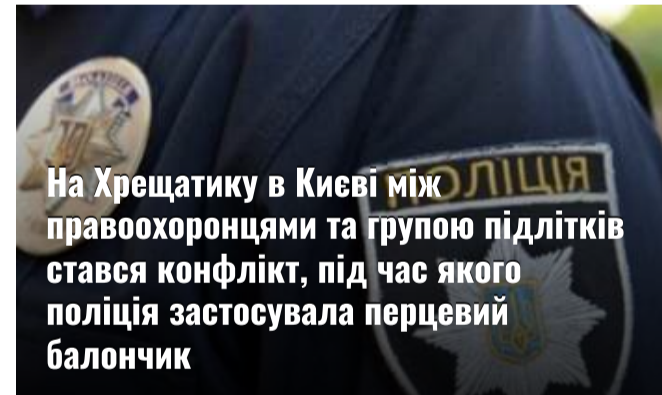 ПОЛІЦІЯ
На Хрещатику в Києві між
правоохоронцями та групою підлітків
стався конфлікт, під час якого
поліція застосувала перцевий
балончик